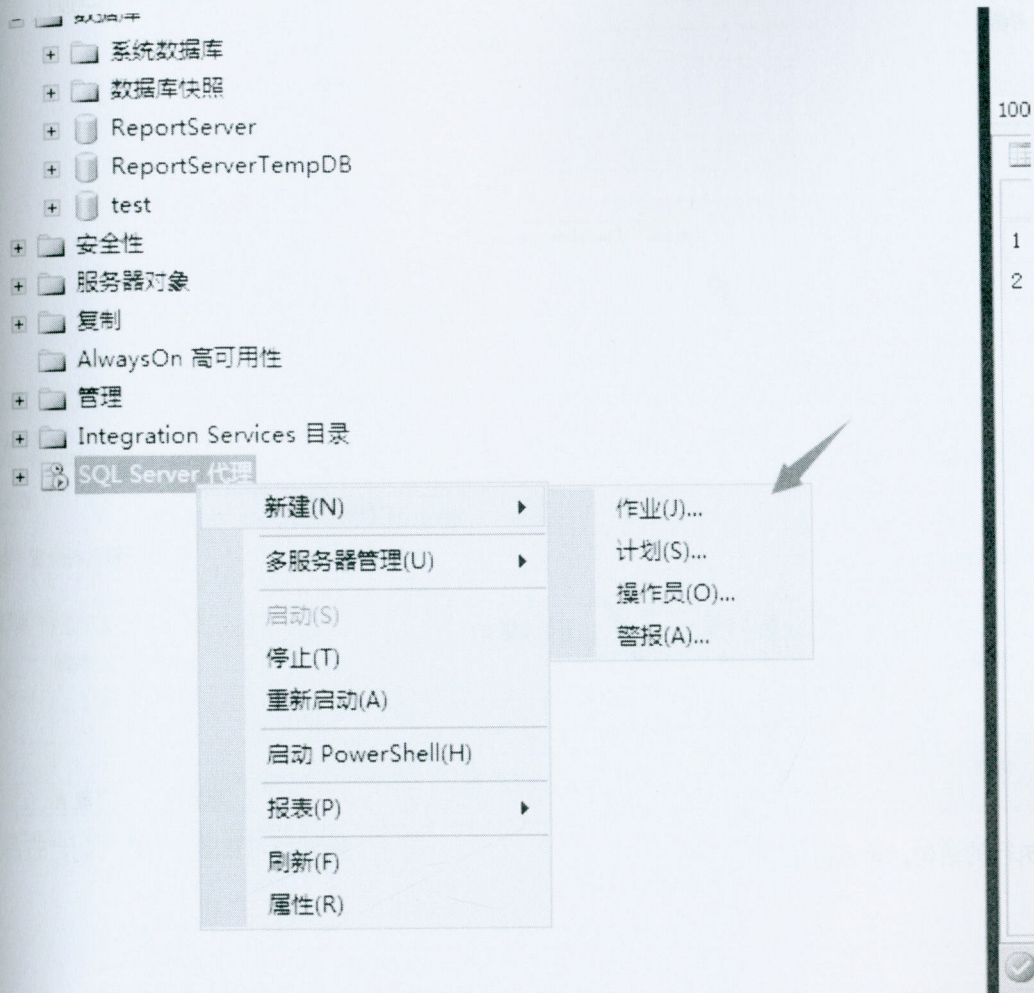 数据库
系统数据库
数据库快照
ReportServer
ReportServerTempDB
test
安全性
服务器对象
复制
AlwaysOn 高可用性
管理
Integration Services 目录
SQL Server 代理
新建(N)
多服务器管理(U)
启动(S)
停止(T)
重新启动(A)
启动 PowerShell(H)
报表(P)
刷新(F)
属性(R)
作业(J)...
计划(S)...
操作员(O)...
警报(A)...
100
1
2